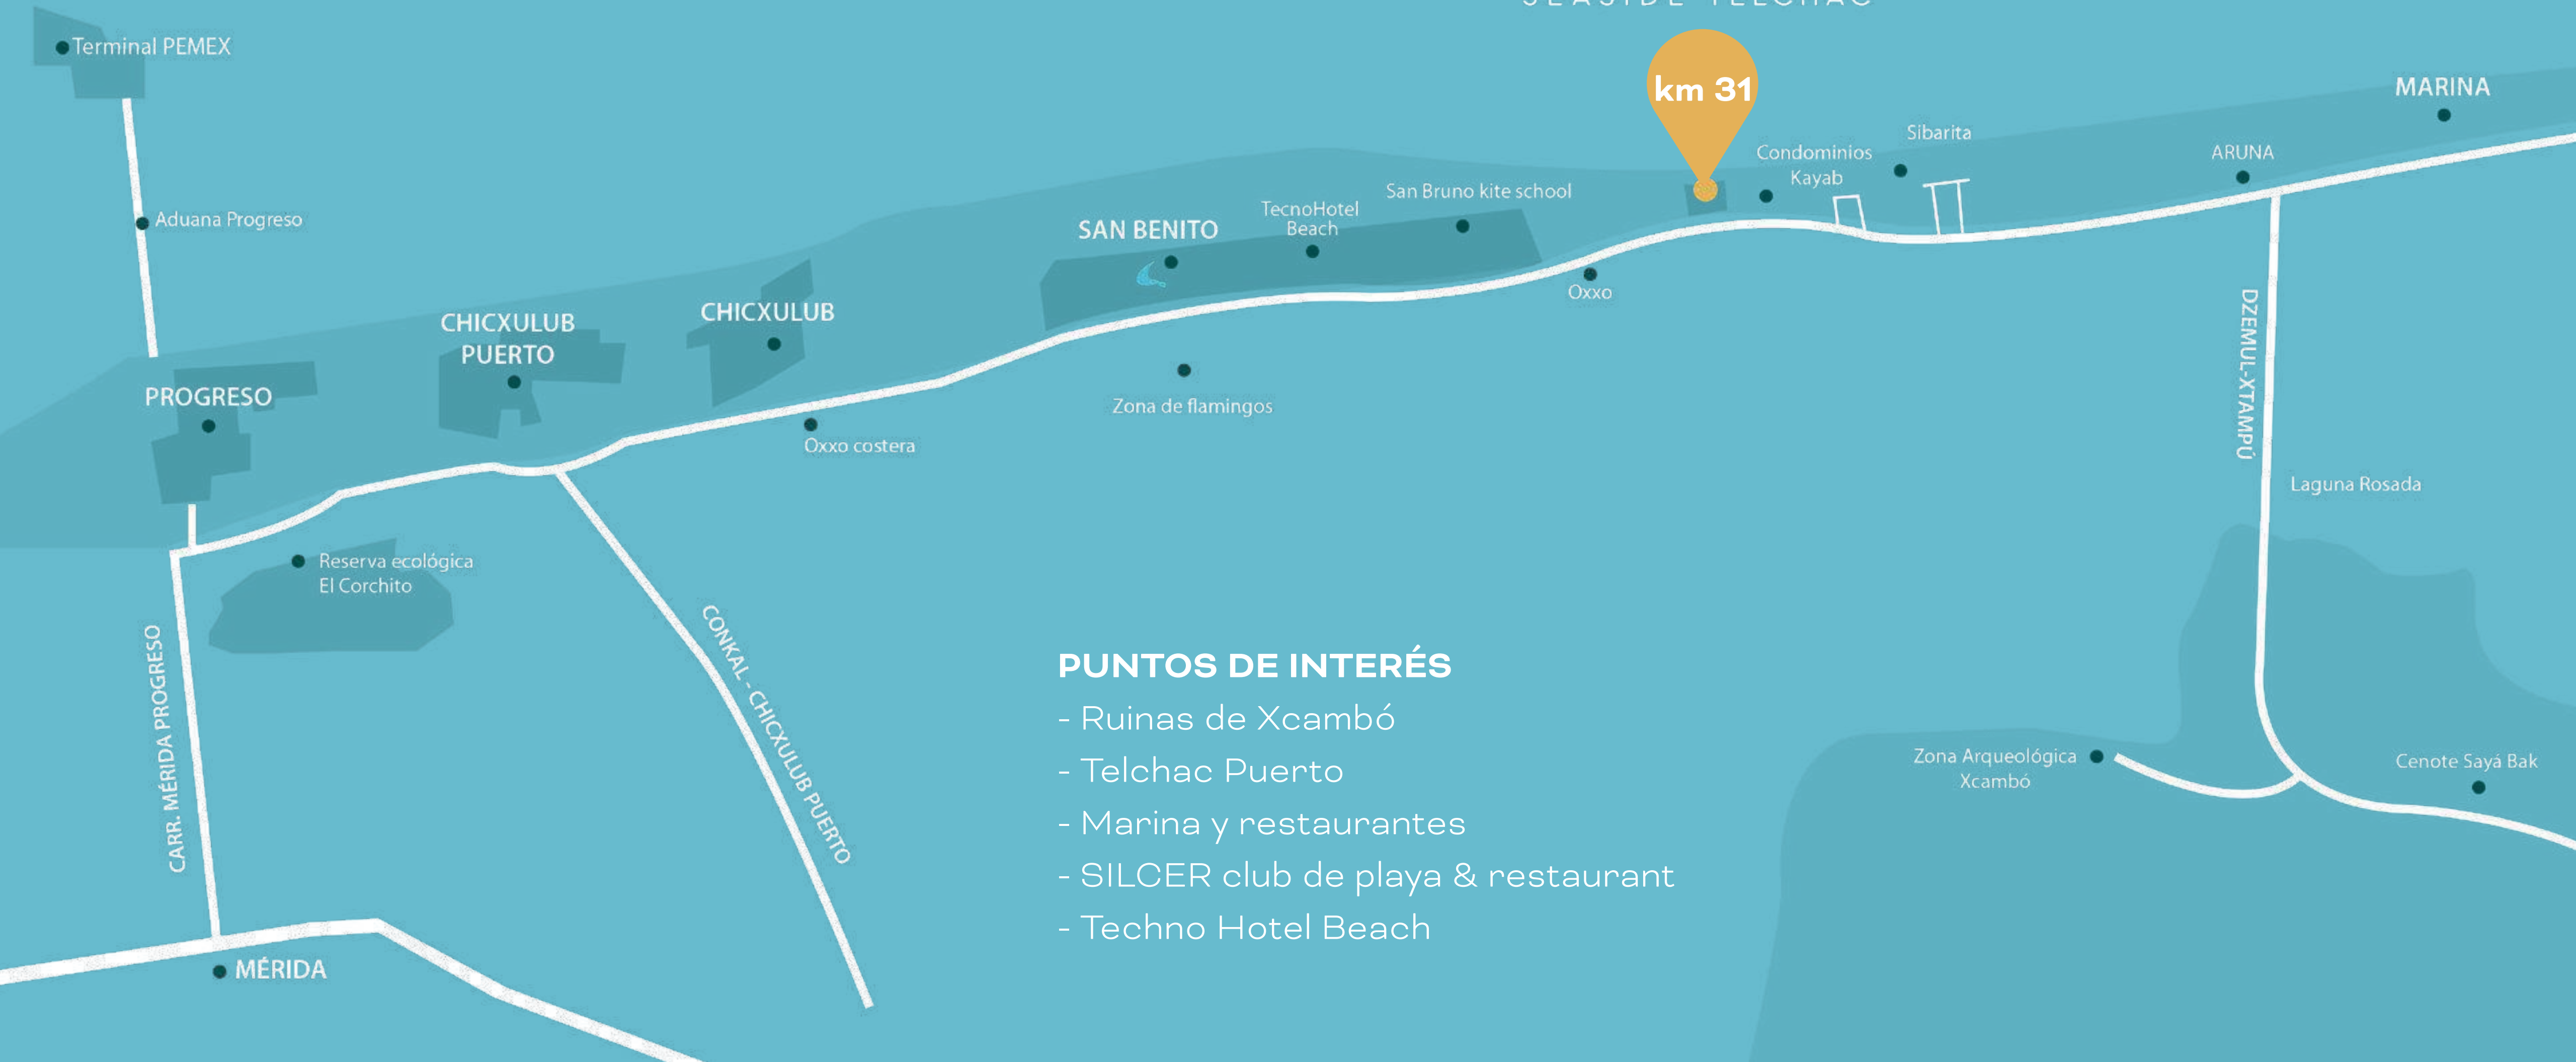 SEASIDE TELCHAC
Terminal PEMEX
km 31
MARINA
Sibarita
Condominios
Kayab
ARUNA
San Bruno kite school
TecnoHotel
Beach
Aduana Progreso
SAN BENITO
Oxxo
CHICXULUB
CHICXULUB
PUERTO
PROGRESO
Zona de flamingos
Oxxo costera
DZEMUL-XTAMPÚ
Laguna Rosada
Reserva ecológica
El Corchito
CARR. MÉRIDA PROGRESO
CONKAL - CHICXULUB PUERTO
PUNTOS DE INTERÉS
- Ruinas de Xcambó
- Telchac Puerto
- Marina y restaurantes
- SILCER club de playa & restaurant
- Techno Hotel Beach
Zona Arqueológica
Xcambó
Cenote Sayá Bak
MÉRIDA